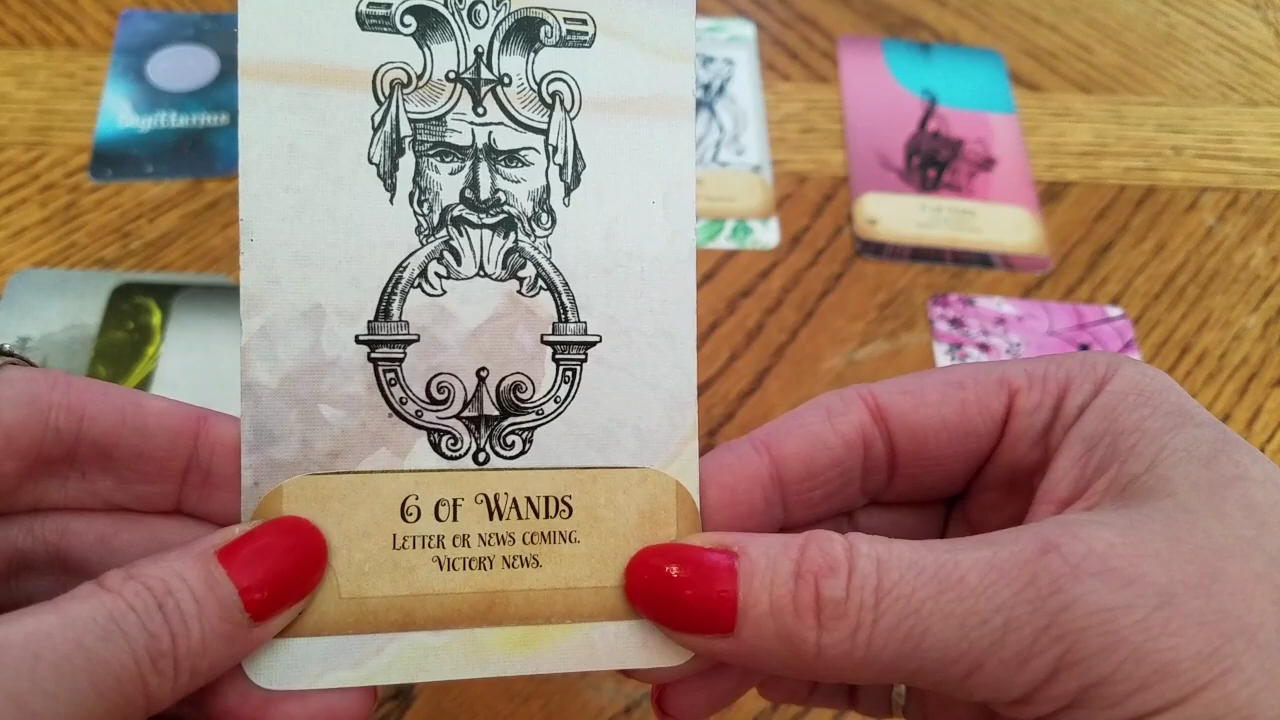 Sagittarius
6 of Wands
Letter or news coming.
Victory news.